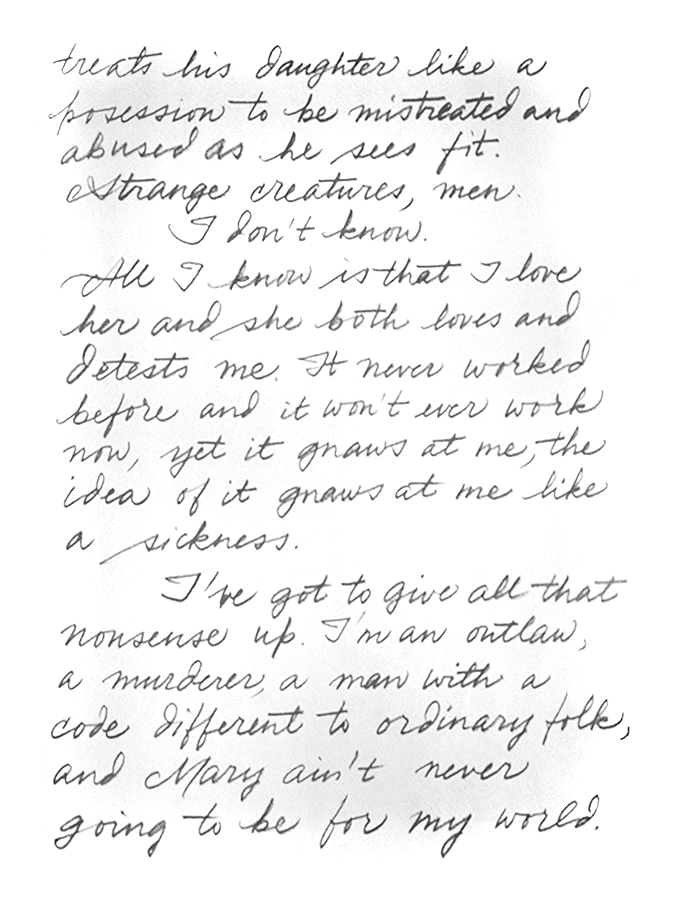 treats his daughter like a
posession to be mistreated and
abused as he sees fit.
Strange creatures, men.
I don't know.
All I know is that I love
her and she both loves and
detests me. It never worked
before and it won't ever work
now, yet it gnaws at me, the
idea of it gnaws at me like
a sickness.
I've got to give all that
nonsense up. I'm an outlaw,
a murderer, a man with a
code different to ordinary folk,
and Mary ain't never
going to be for my world.